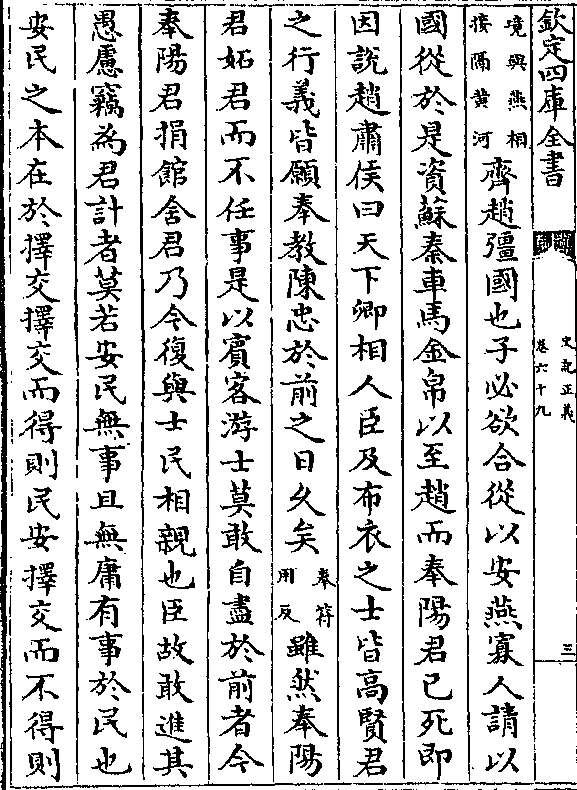 欽定四庫全書
史記正義
卷六十九
三
境興燕相
接隔黄河
齊趙彊國也子必欲合從以安燕寡人請以
國從於是資蘇秦車馬金帛以至趙而奉陽君已死即
因說趙肅侯曰天下卿相人臣及布衣之士皆高賢君
之行義皆願奉教陳忠於前之日久矣
奉符
用反
雖然奉陽
君妬君而不任事是以賔客游士莫敢自盡於前者今
奉陽君捐館舍君乃今復與士民相親也臣故敢進其
愚慮竊為君計者莫若安民無事且無庸有事於民也
安民之本在於擇交擇交而得則民安擇交而不得則